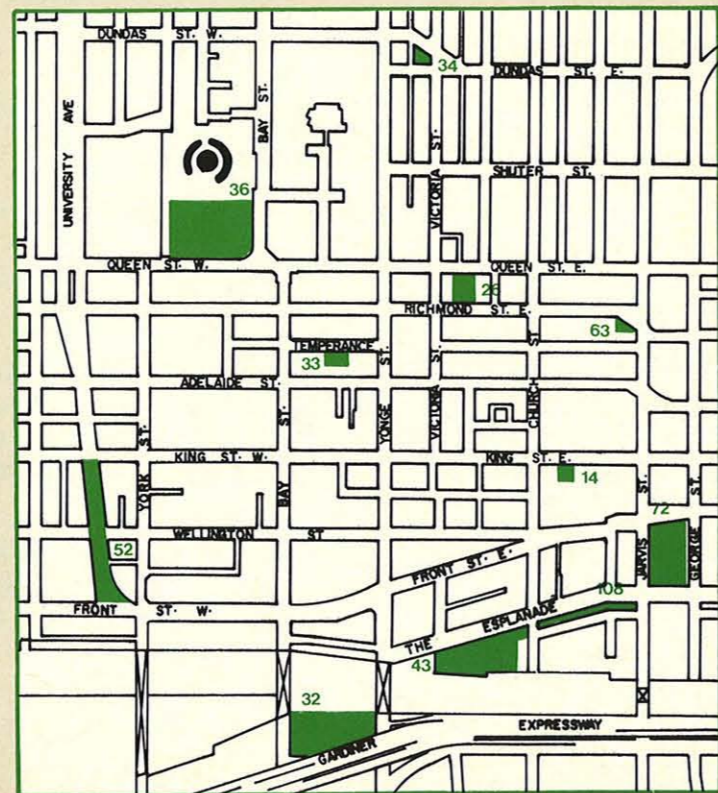 DUNDAS ST. W.
34
DUNDAS ST. E.
UNIVERSITY AVE
BAY ST.
VICTORIA ST.
SHUTER ST.
36
QUEEN ST. W.
QUEEN ST. E.
26
RICHMOND ST. E.
63
TEMPERANCE
33
YONGE ST.
VICTORIA ST.
CHURCH ST
ADELAIDE ST.
KING ST. W.
KING ST. E.
14
YORK ST.
BAY ST.
72
JARVIS ST.
GEORGE ST.
WELLINGTON ST
52
FRONT ST. E.
108
FRONT ST. W.
THE ESPLANADE
43
32
GARDINER EXPRESSWAY